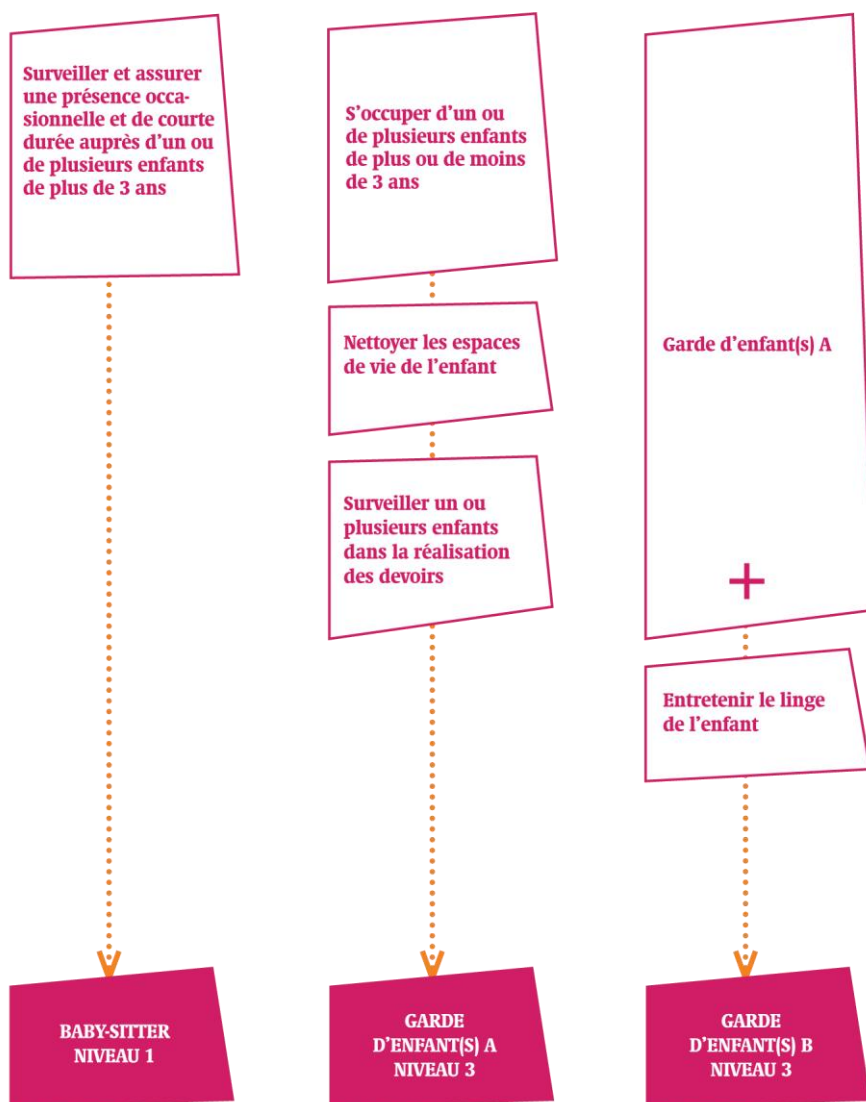 Surveiller et assurer
une présence occa-
sionnelle et de courte
durée auprès d’un ou
de plusieurs enfants
de plus de 3 ans
BABY-SITTER
NIVEAU 1
S’occuper d’un ou
de plusieurs enfants
de plus ou de moins
de 3 ans
Nettoyer les espaces
de vie de l’enfant
Surveiller un ou
plusieurs enfants
dans la réalisation
des devoirs
GARDE
D’ENFANT(S) A
NIVEAU 3
Garde d’enfant(s) A
+
Entretenir le linge
de l’enfant
GARDE
D’ENFANT(S) B
NIVEAU 3